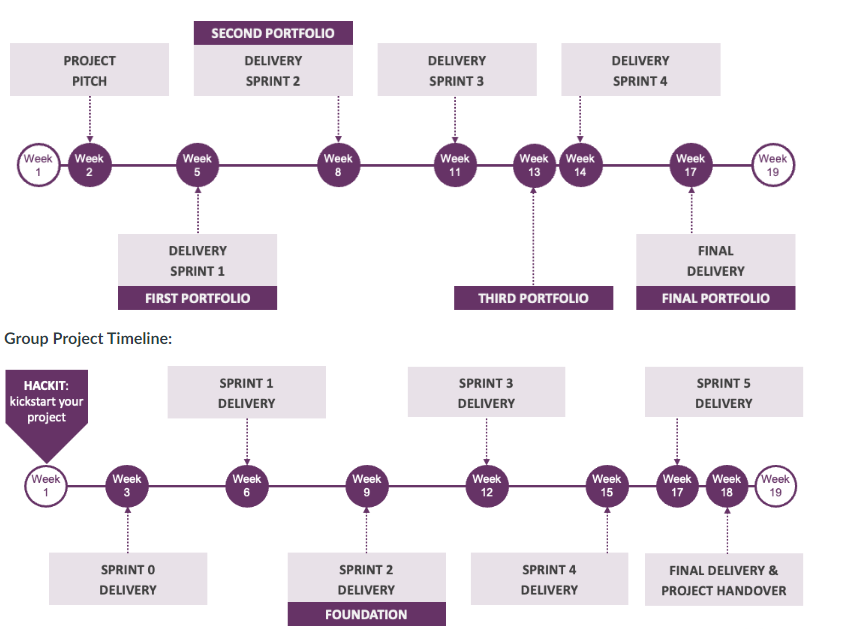 SECOND PORTFOLIO
PROJECT
PITCH
DELIVERY
SPRINT 2
DELIVERY
SPRINT 3
DELIVERY
SPRINT 4
Week
1
Week
2
Week
5
Week
8
Week
11
Week
13
Week
14
Week
17
Week
19
DELIVERY
SPRINT 1
FIRST PORTFOLIO
THIRD PORTFOLIO
FINAL
DELIVERY
FINAL PORTFOLIO
Group Project Timeline:
HACKIT:
kickstart your
project
SPRINT 1
DELIVERY
SPRINT 3
DELIVERY
SPRINT 5
DELIVERY
Week
1
Week
3
Week
6
Week
9
Week
12
Week
15
Week
17
Week
18
Week
19
SPRINT 0
DELIVERY
SPRINT 2
DELIVERY
FOUNDATION
SPRINT 4
DELIVERY
FINAL DELIVERY &
PROJECT HANDOVER